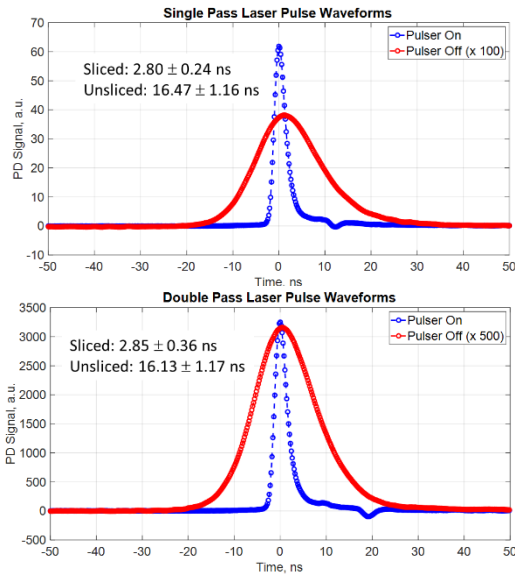 Single Pass Laser Pulse Waveforms
70
60
50
40
30
20
10
0
-10
PD Signal, a.u.
Sliced: 2.80 ± 0.24 ns
Unsliced: 16.47 ± 1.16 ns
Pulser On
Pulser Off (x 100)
-50 -40 -30 -20 -10 0 10 20 30 40 50
Time. ns
Double Pass Laser Pulse Waveforms
3500
3000
2500
2000
1500
1000
500
0
-500
PD Signal, a.u.
Sliced: 2.85 ± 0.36 ns
Unsliced: 16.13 ± 1.17 ns
Pulser On
Pulser Off (x 500)
-50 -40 -30 -20 -10 0 10 20 30 40 50
Time, ns